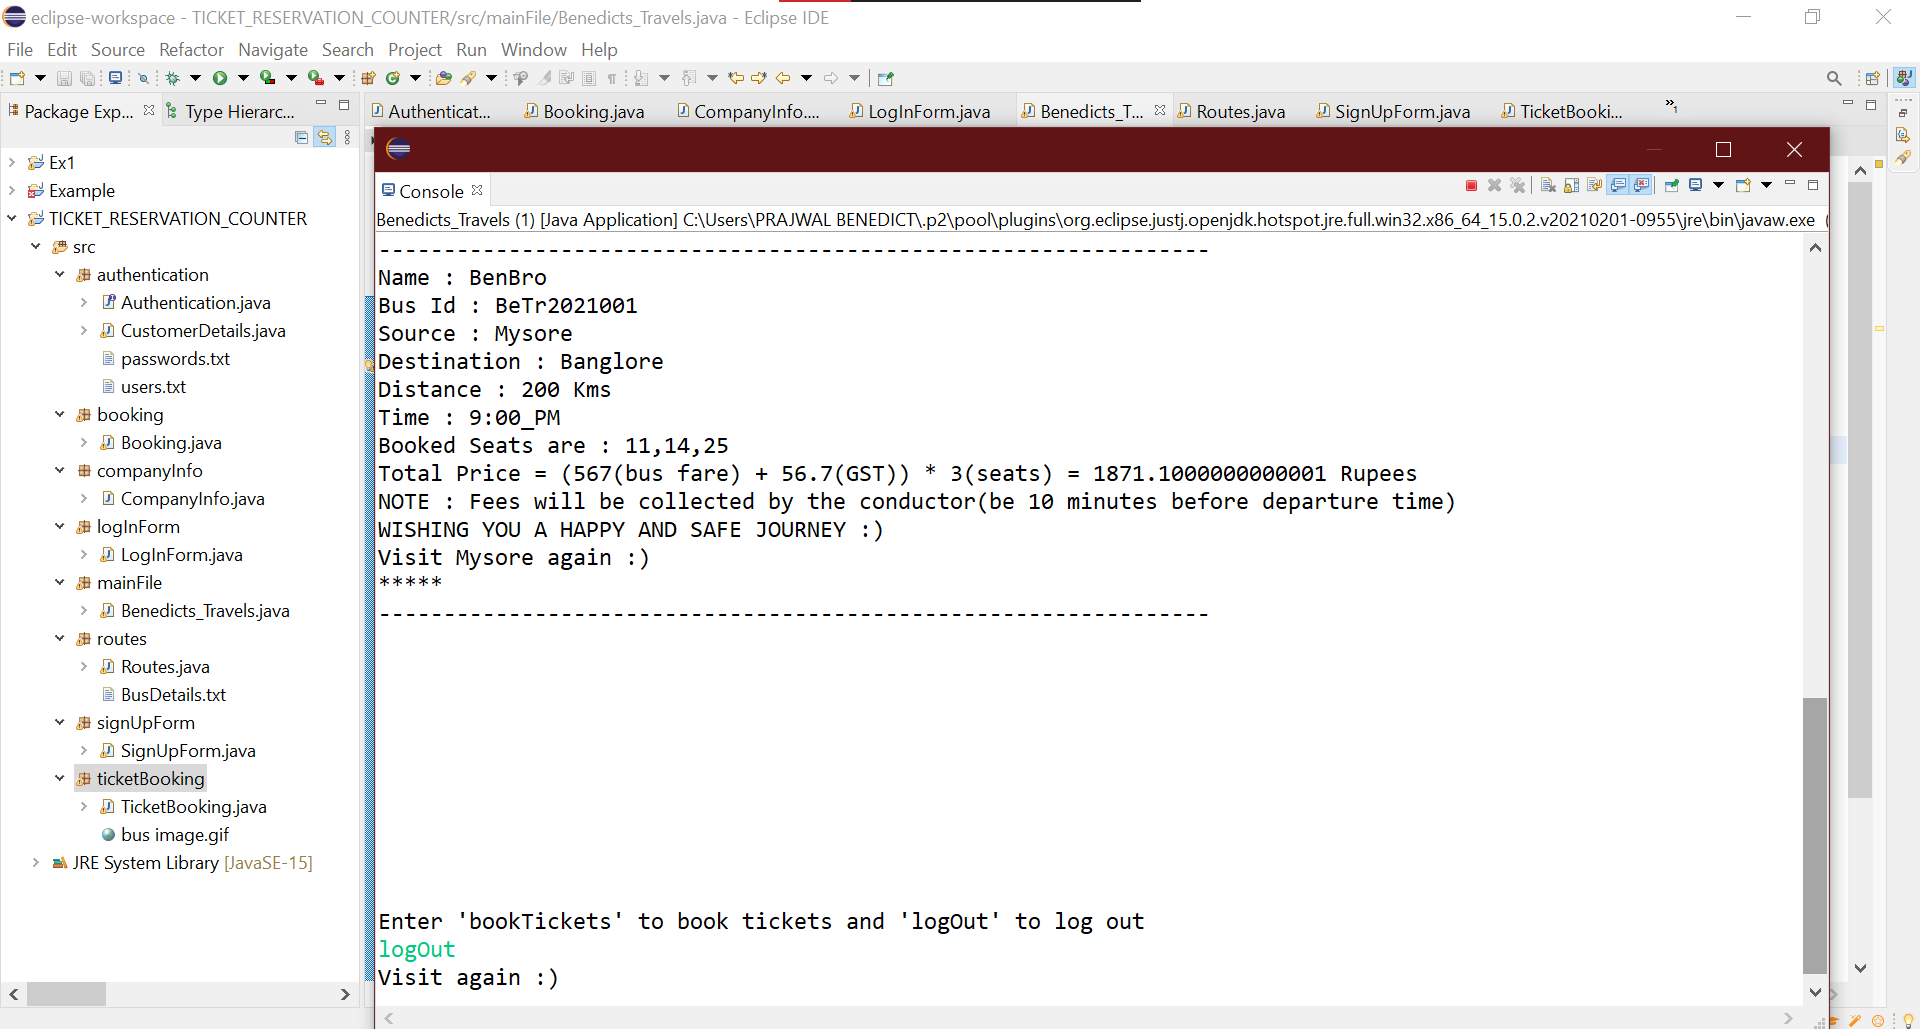 eclipse-workspace - TICKET_RESERVATION_COUNTER/src/mainFile/Benedicts_Travels.java - Eclipse IDE
File Edit Source Refactor Navigate Search Project Run Window Help
Package Exp... Type Hierarc...
Authenticat... Booking.java CompanyInfo.... LogInForm.java Benedicts_T... Routes.java SignUpForm.java TicketBooki... »1
Ex1
Example
TICKET_RESERVATION_COUNTER
src
authentication
Authentication.java
CustomerDetails.java
passwords.txt
users.txt
booking
Booking.java
companyInfo
CompanyInfo.java
logInForm
LogInForm.java
mainFile
Benedicts_Travels.java
routes
Routes.java
BusDetails.txt
signUpForm
SignUpForm.java
ticketBooking
TicketBooking.java
bus image.gif
JRE System Library [JavaSE-15]
Console
Benedicts_Travels (1) [Java Application] C:\Users\PRAJWAL BENEDICT\.p2\pool\plugins\org.eclipse.justj.openjdk.hotspot.jre.full.win32.x86_64_15.0.2.v20210201-0955\jre\bin\javaw.exe (
----------------------------------------------------------------
Name : BenBro
Bus Id : BeTr2021001
Source : Mysore
Destination : Banglore
Distance : 200 Kms
Time : 9:00_PM
Booked Seats are : 11,14,25
Total Price = (567(bus fare) + 56.7(GST)) * 3(seats) = 1871.1000000000001 Rupees
NOTE : Fees will be collected by the conductor(be 10 minutes before departure time)
WISHING YOU A HAPPY AND SAFE JOURNEY :)
Visit Mysore again :)
*****
----------------------------------------------------------------
Enter 'bookTickets' to book tickets and 'logOut' to log out
logOut
Visit again :)